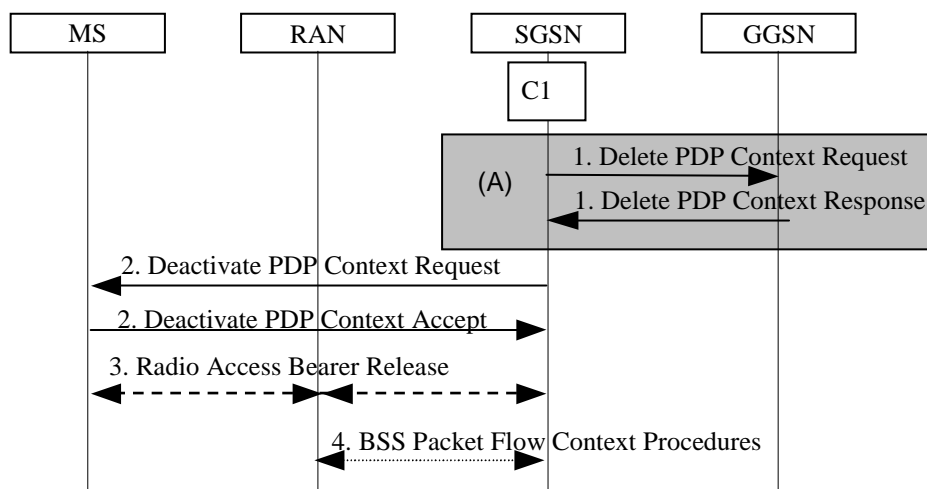 MS RAN SGSN GGSN
C1
(A)
1. Delete PDP Context Request
1. Delete PDP Context Response
2. Deactivate PDP Context Request
2. Deactivate PDP Context Accept
3. Radio Access Bearer Release
4. BSS Packet Flow Context Procedures